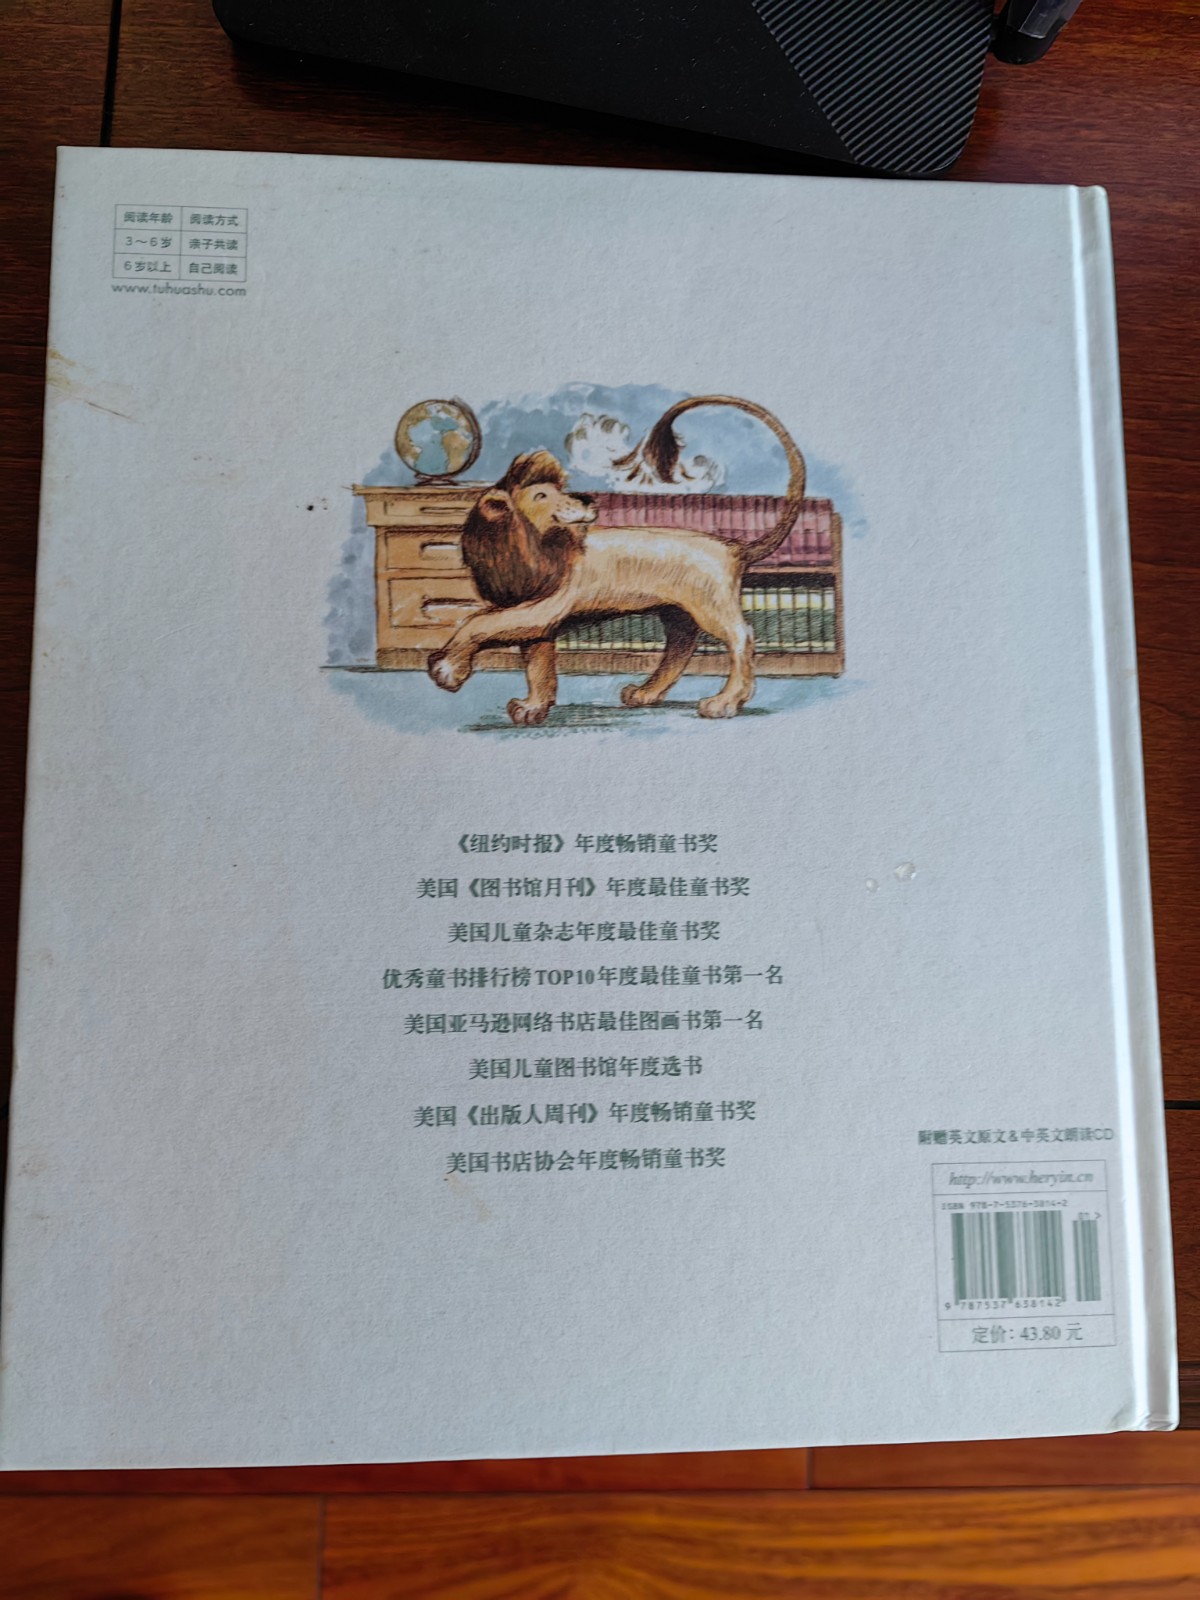 阅读年龄 阅读方式
3～6岁 亲子共读
6岁以上 自己阅读
www.tuhuashu.com
《纽约时报》年度畅销童书奖
美国《图书馆月刊》年度最佳童书奖
美国儿童杂志年度最佳童书奖
优秀童书排行榜TOP10年度最佳童书第一名
美国亚马逊网络书店最佳图画书第一名
美国儿童图书馆年度选书
美国《出版人周刊》年度畅销童书奖
美国书店协会年度畅销童书奖
附赠英文原文&中英文朗读CD
http://www.heryin.cn
ISBN 978-7-5376-3814-2
01>
9 787537 638142
定价：43.80 元